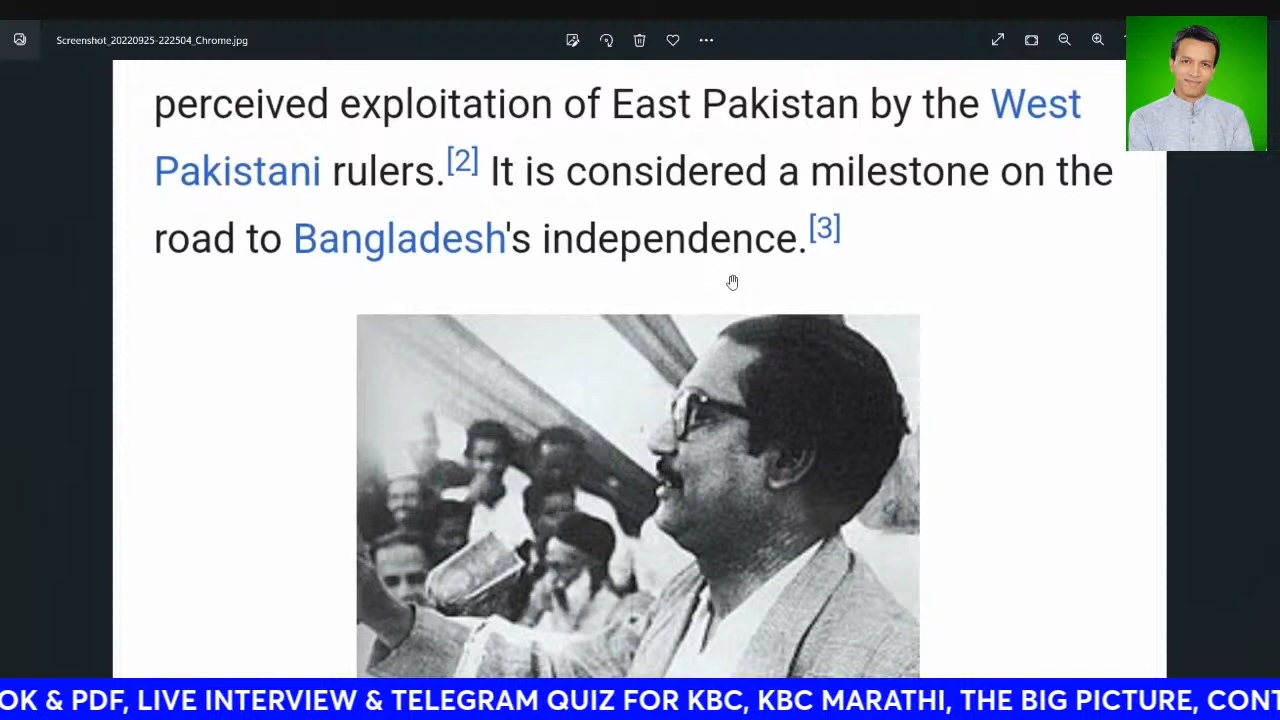 Screenshot_20220925-222504_Chrome.jpg
perceived exploitation of East Pakistan by the West
Pakistani rulers.[2] It is considered a milestone on the
road to Bangladesh's independence.[3]
OK & PDF, LIVE INTERVIEW & TELEGRAM QUIZ FOR KBC, KBC MARATHI, THE BIG PICTURE, CONT